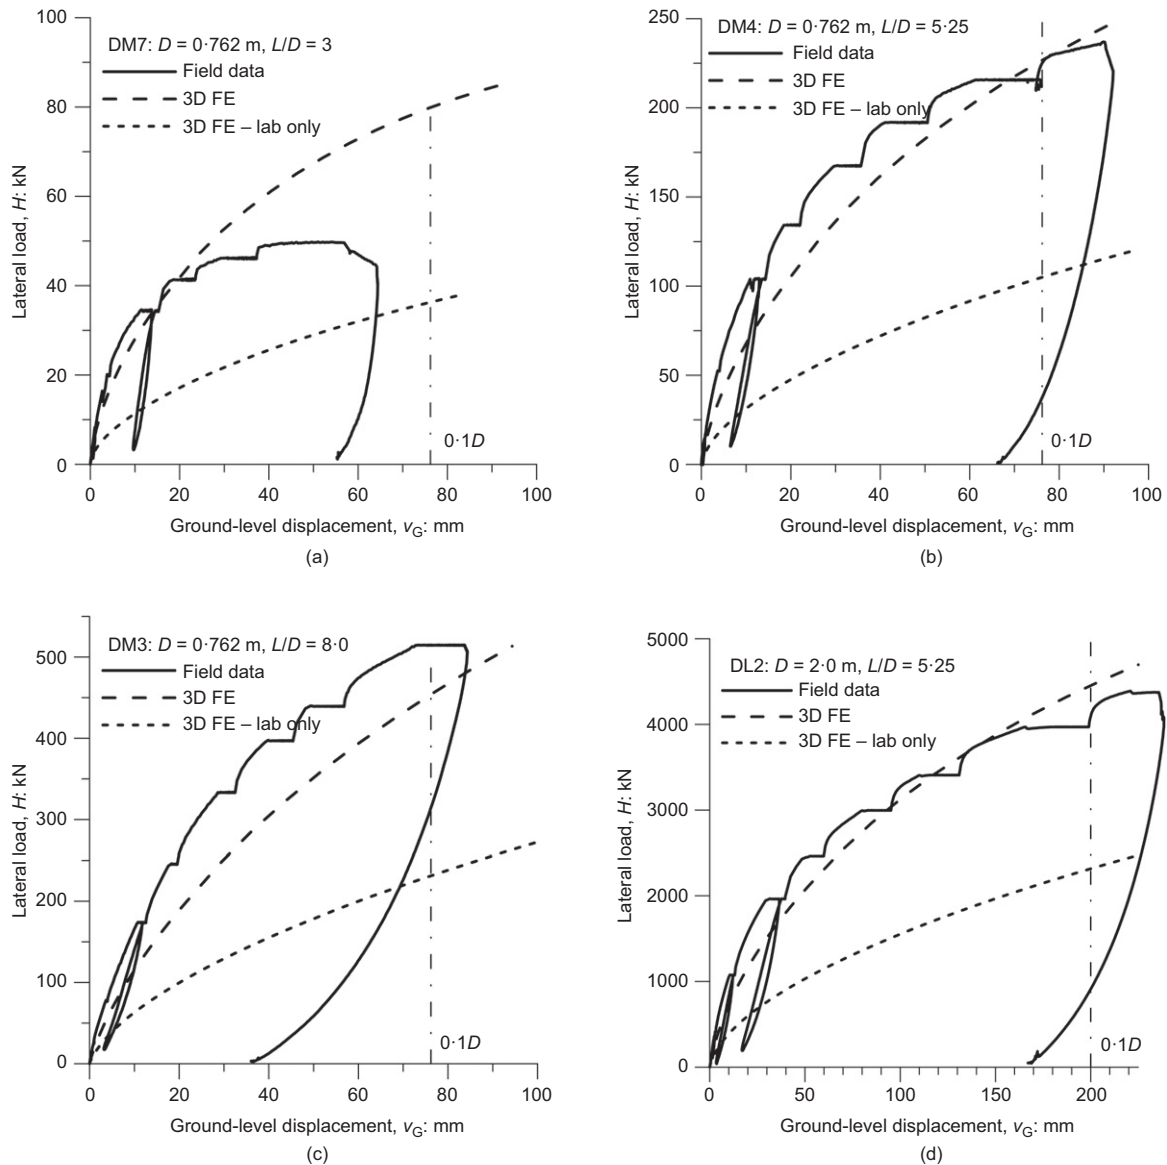 DM7: D = 0·762 m, L/D = 3
Field data
3D FE
3D FE – lab only
100
80
60
40
20
0
Lateral load, H: kN
0·1D
0 20 40 60 80 100
Ground-level displacement, vG: mm
(a)
DM4: D = 0·762 m, L/D = 5·25
Field data
3D FE
3D FE – lab only
250
200
150
100
50
0
Lateral load, H: kN
0·1D
0 20 40 60 80 100
Ground-level displacement, vG: mm
(b)
DM3: D = 0·762 m, L/D = 8·0
Field data
3D FE
3D FE – lab only
500
400
300
200
100
0
Lateral load, H: kN
0·1D
0 20 40 60 80 100
Ground-level displacement, vG: mm
(c)
DL2: D = 2·0 m, L/D = 5·25
Field data
3D FE
3D FE – lab only
5000
4000
3000
2000
1000
0
Lateral load, H: kN
0·1D
0 50 100 150 200
Ground-level displacement, vG: mm
(d)